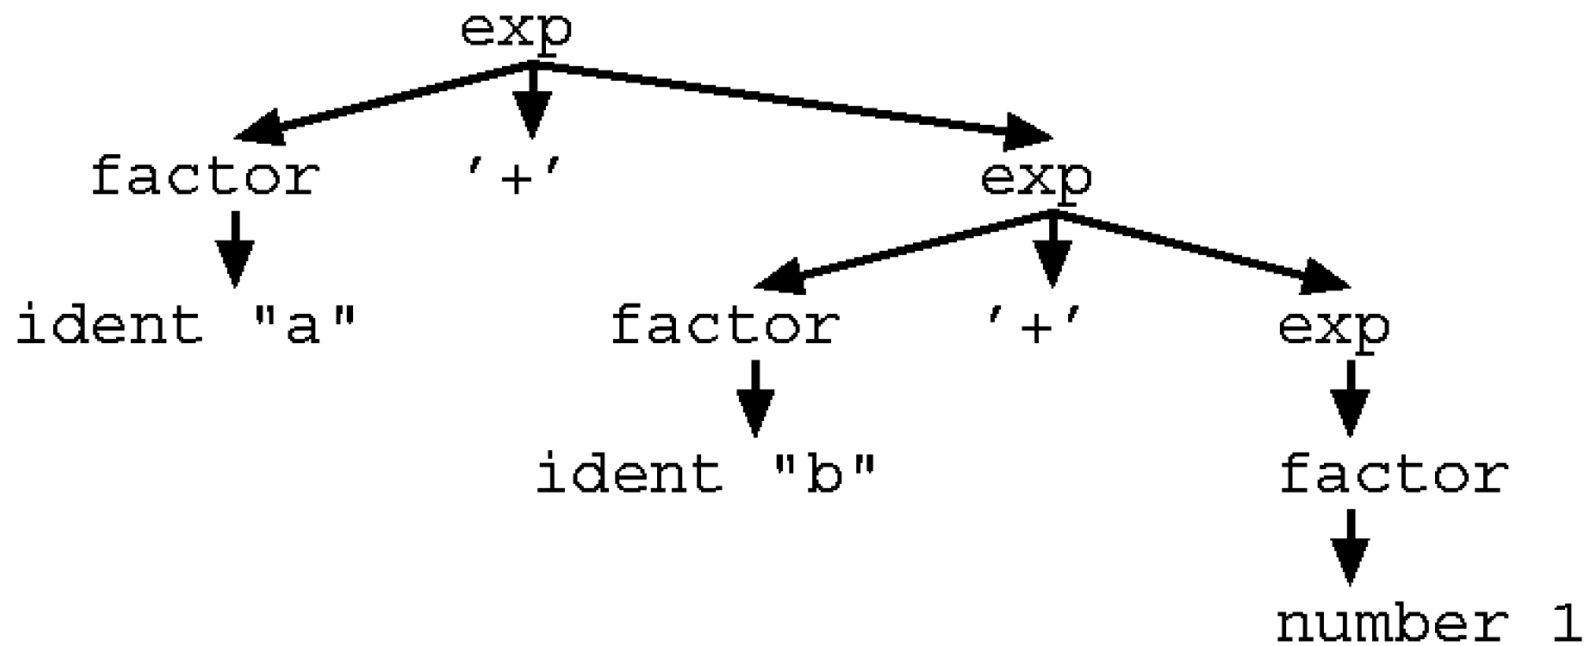 exp
factor '+' exp
ident "a" factor '+' exp
ident "b" factor
number 1